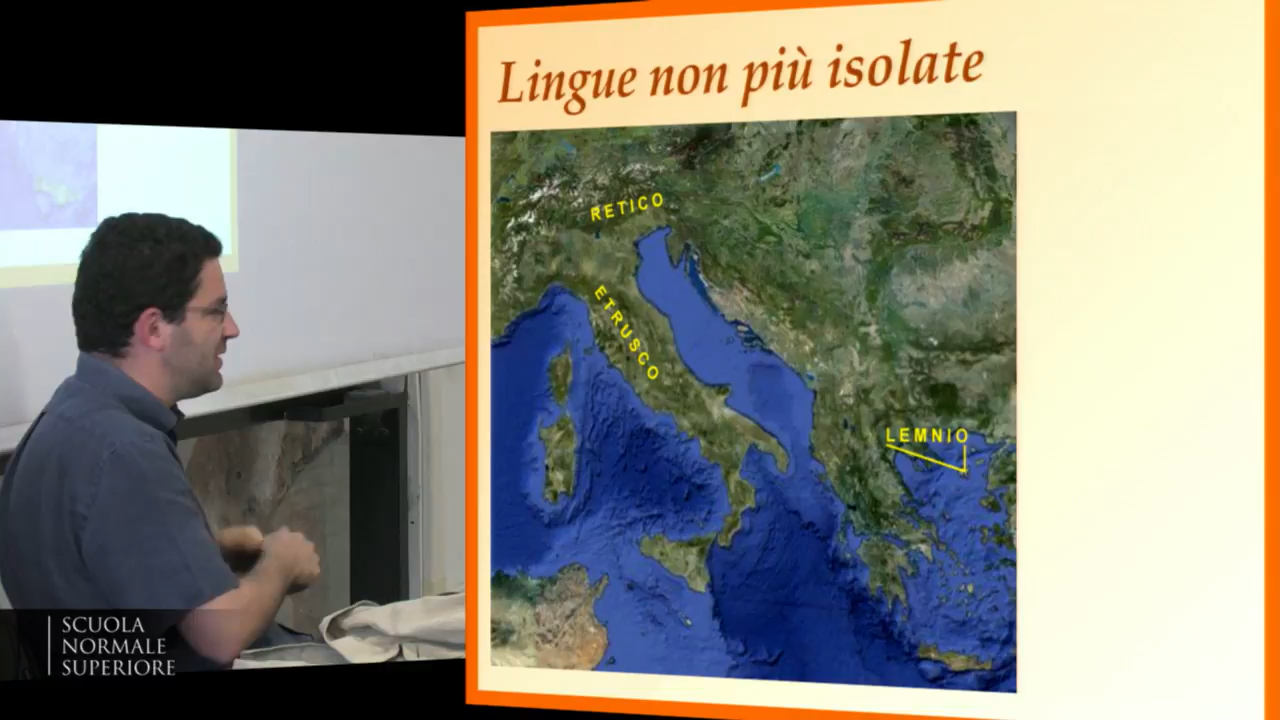 Lingue non più isolate
RETICO
ETRUSCO
LEMNIO
SCUOLA
NORMALE
SUPERIORE